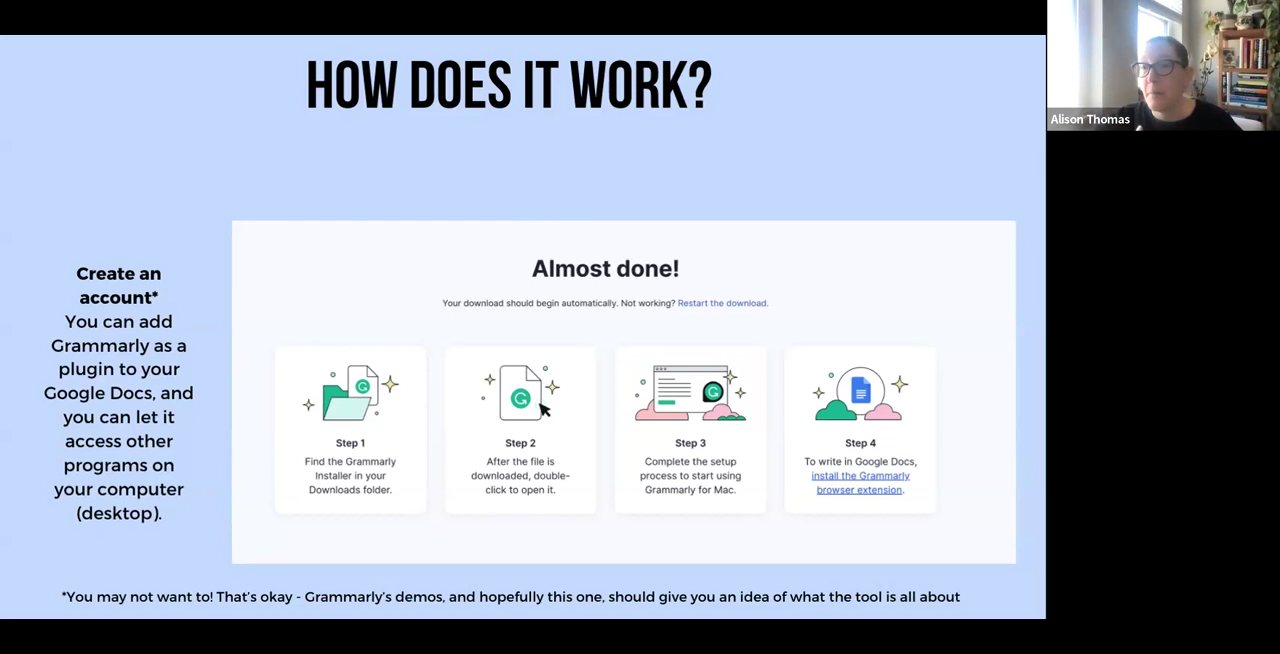 HOW DOES IT WORK?
Alison Thomas
Create an
account*
You can add
Grammarly as a
plugin to your
Google Docs, and
you can let it
access other
programs on
your computer
(desktop).
Almost done!
Your download should begin automatically. Not working? Restart the download.
Step 1
Find the Grammarly
Installer in your
Downloads folder.
Step 2
After the file is
downloaded, double-
click to open it.
Step 3
Complete the setup
process to start using
Grammarly for Mac.
Step 4
To write in Google Docs,
install the Grammarly
browser extension.
*You may not want to! That's okay - Grammarly's demos, and hopefully this one, should give you an idea of what the tool is all about